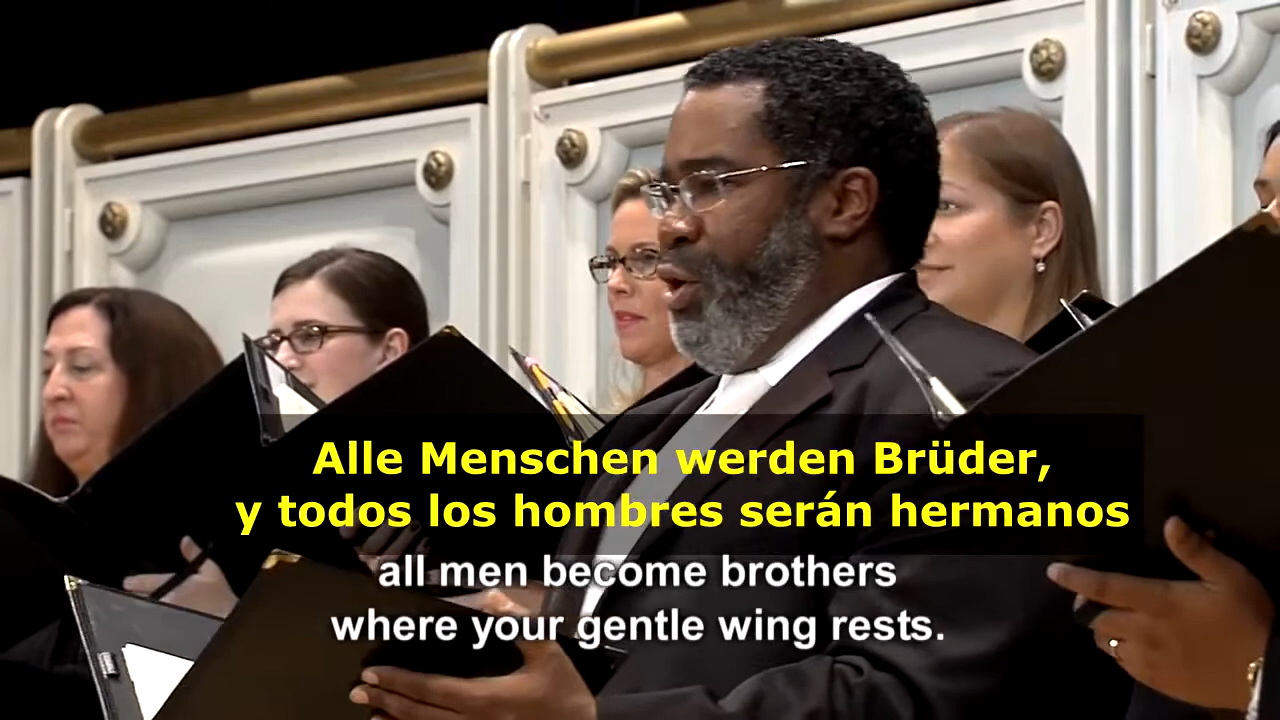 Alle Menschen werden Brüder,
y todos los hombres serán hermanos
all men become brothers
where your gentle wing rests.